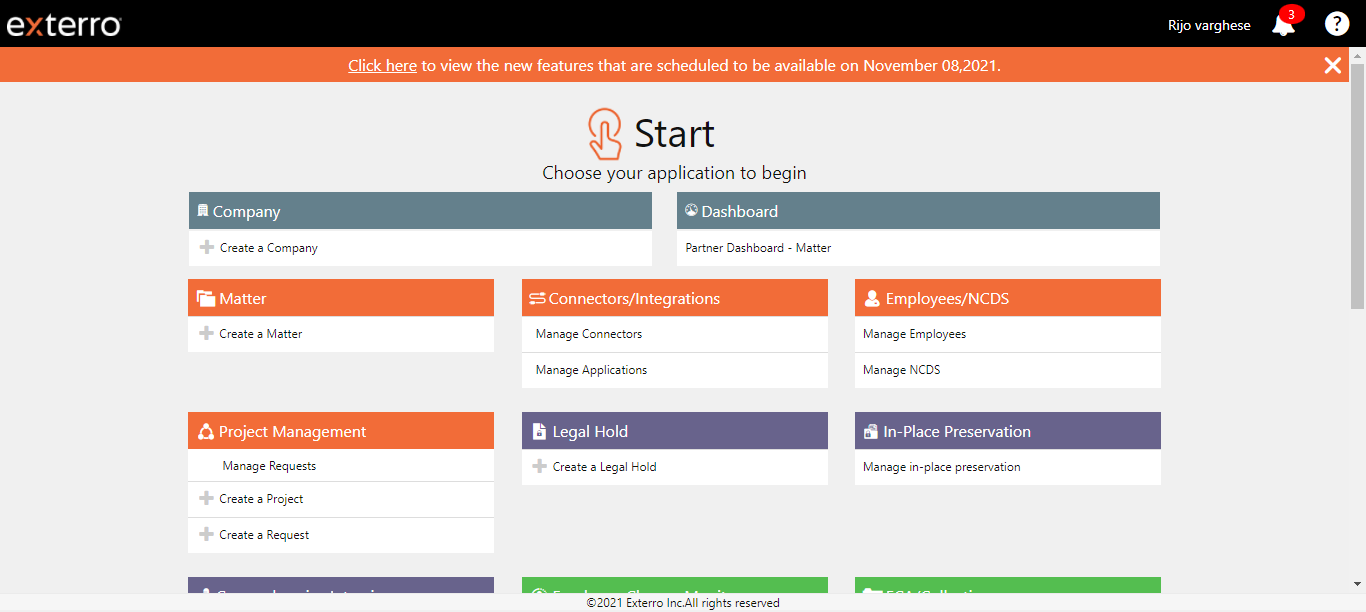 exterro
Rijo varghese
3
?
Click here to view the new features that are scheduled to be available on November 08,2021.
Start
Choose your application to begin
Company
Dashboard
Create a Company
Partner Dashboard - Matter
Matter
Connectors/Integrations
Employees/NCDS
Create a Matter
Manage Connectors
Manage Employees
Manage Applications
Manage NCDS
Project Management
Legal Hold
In-Place Preservation
Manage Requests
Create a Legal Hold
Manage in-place preservation
Create a Project
Create a Request
©2021 Exterro Inc.All rights reserved